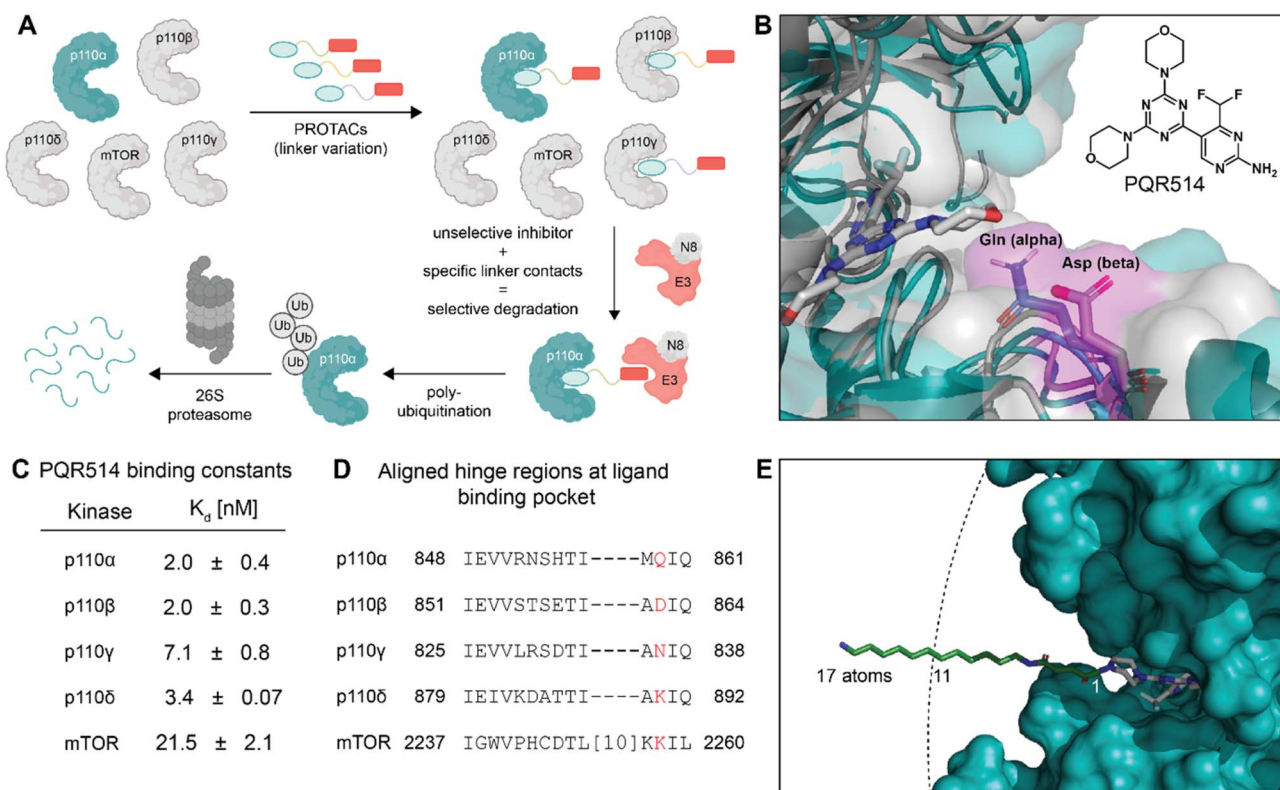 A
p110α
p110β
p110δ
mTOR
p110γ
PROTACs
(linker variation)
p110α
p110β
p110δ
mTOR
p110γ
unselective inhibitor
+
specific linker contacts
=
selective degradation
N8
E3
p110α
N8
E3
poly-
ubiquitination
Ub
Ub
Ub
Ub
p110α
26S
proteasome
B
O
N
N
N
F
F
O
N
N
N
N
NH₂
PQR514
Gln (alpha)
Asp (beta)
C PQR514 binding constants
Kinase Kd [nM]
p110α 2.0 ± 0.4
p110β 2.0 ± 0.3
p110γ 7.1 ± 0.8
p110δ 3.4 ± 0.07
mTOR 21.5 ± 2.1
D Aligned hinge regions at ligand
binding pocket
p110α 848 IEVVRNSHTI----MQIQ 861
p110β 851 IEVVSTSETI----ADIQ 864
p110γ 825 IEVVLRSDTI----ANIQ 838
p110δ 879 IEIVKDATTI----AKIQ 892
mTOR 2237 IGWVPHCDTL[10]KKIL 2260
E
17 atoms
11
1